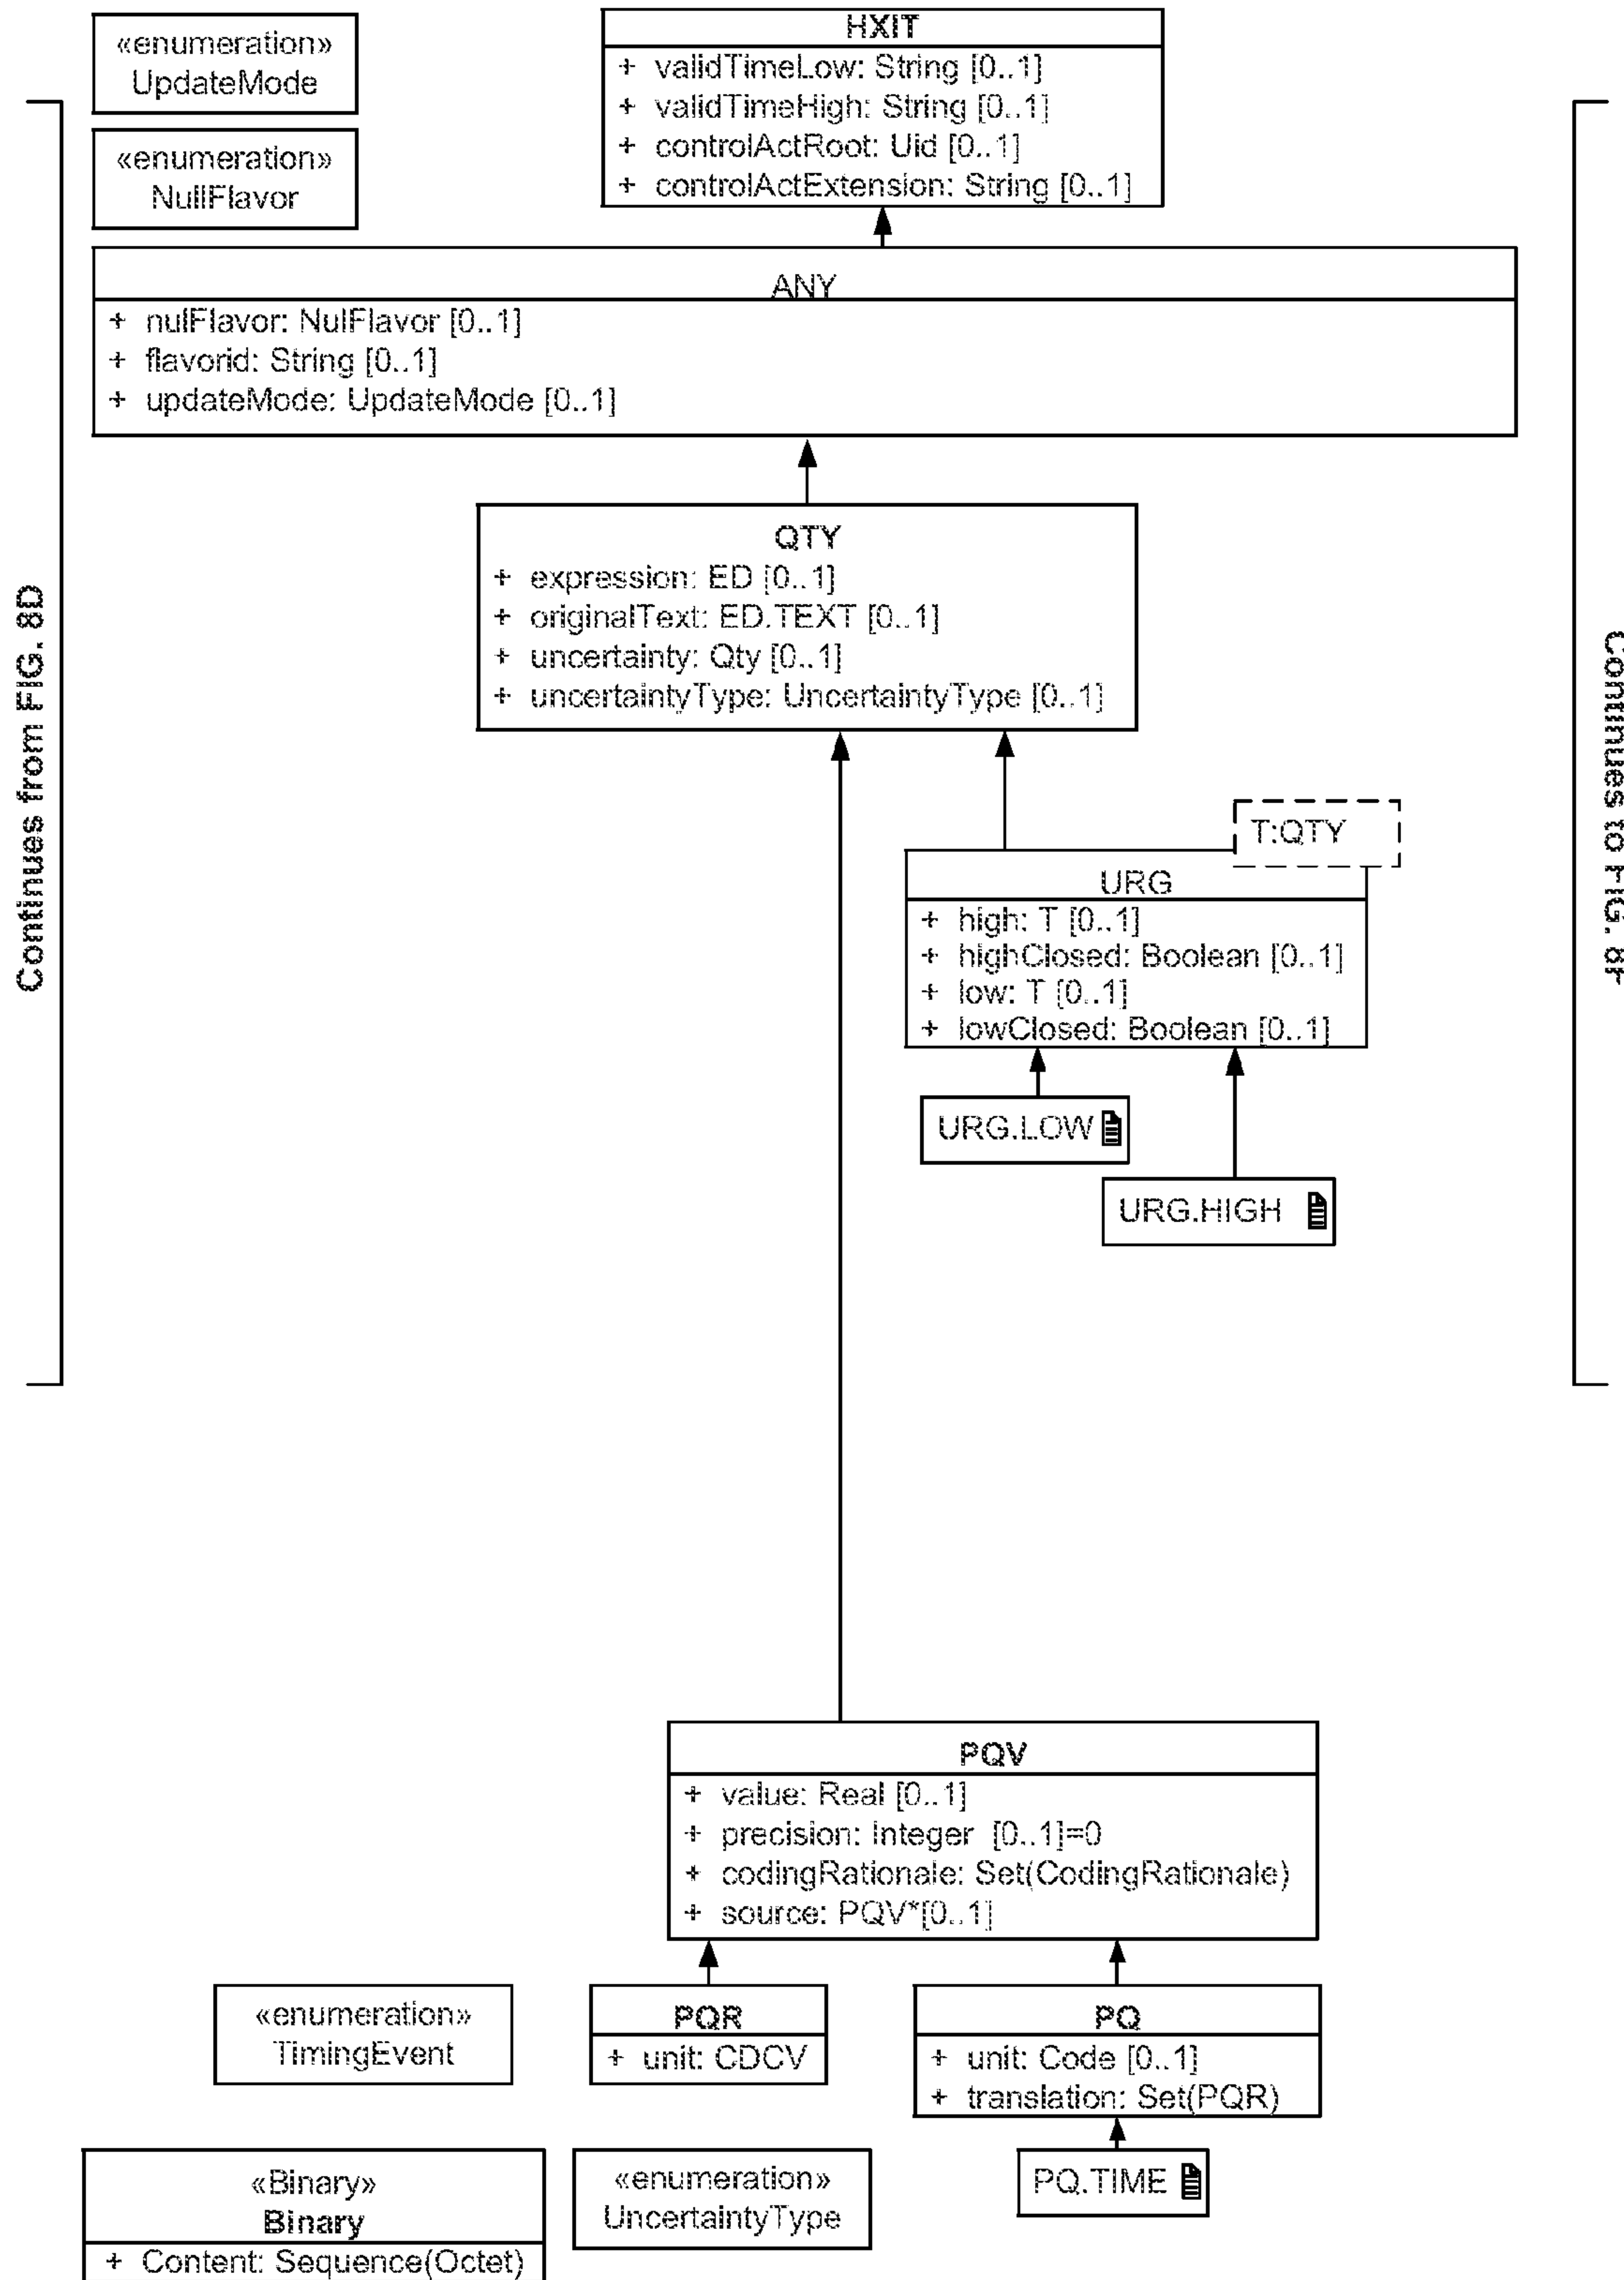 «enumeration»
UpdateMode
«enumeration»
NullFlavor
HXIT
+ validTimeLow: String [0..1]
+ validTimeHigh: String [0..1]
+ controlActRoot: Uid [0..1]
+ controlActExtension: String [0..1]
ANY
+ nulFlavor: NulFlavor [0..1]
+ flavorid: String [0..1]
+ updateMode: UpdateMode [0..1]
QTY
+ expression: ED [0..1]
+ originalText: ED.TEXT [0..1]
+ uncertainty: Qty [0..1]
+ uncertaintyType: UncertaintyType [0..1]
Continues from FIG. 8D
Continues to FIG. 8F
T:QTY
URG
+ high: T [0..1]
+ highClosed: Boolean [0..1]
+ low: T [0..1]
+ lowClosed: Boolean [0..1]
URG.LOW
URG.HIGH
PQV
+ value: Real [0..1]
+ precision: Integer [0..1]=0
+ codingRationale: Set(CodingRationale)
+ source: PQV*[0..1]
«enumeration»
TimingEvent
PQR
+ unit: CDCV
PQ
+ unit: Code [0..1]
+ translation: Set(PQR)
«Binary»
Binary
+ Content: Sequence(Octet)
«enumeration»
UncertaintyType
PQ.TIME